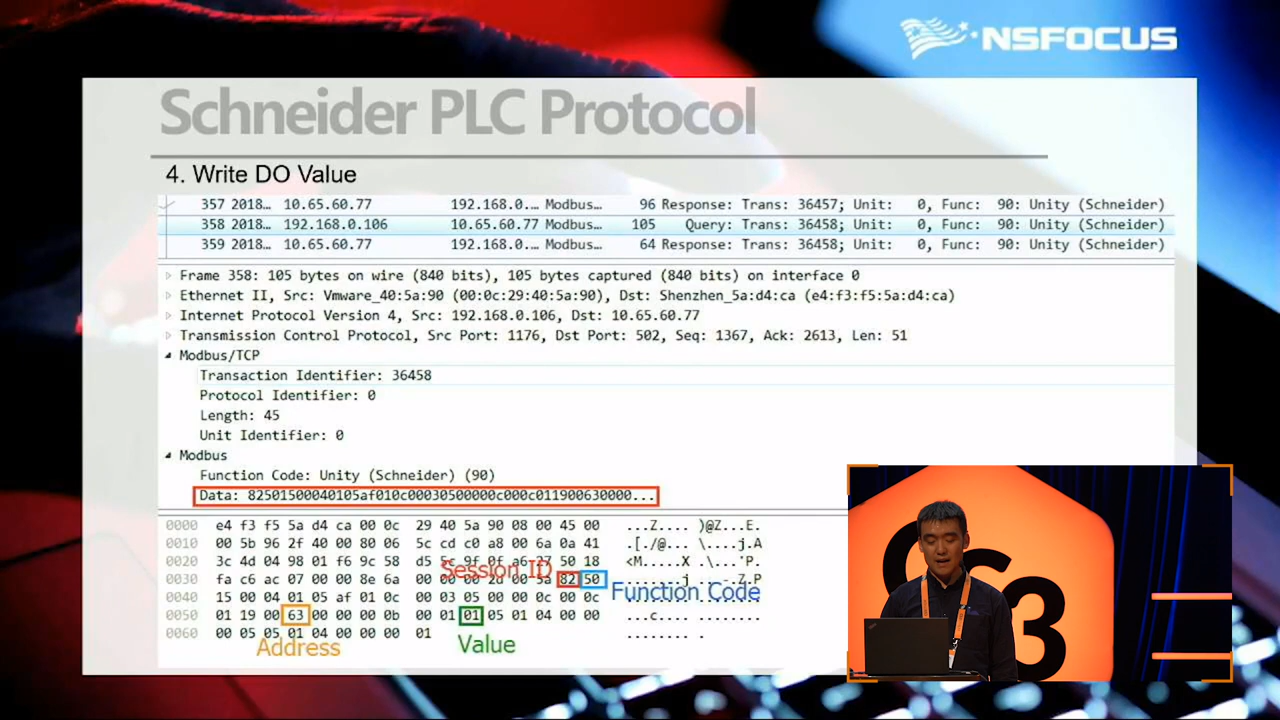 NSFOCUS
Schneider PLC Protocol
4. Write DO Value
357 2018… 10.65.60.77 192.168.0.… Modbus… 96 Response: Trans: 36457; Unit: 0, Func: 90: Unity (Schneider)
358 2018… 192.168.0.106 10.65.60.77 Modbus… 105 Query: Trans: 36458; Unit: 0, Func: 90: Unity (Schneider)
359 2018… 10.65.60.77 192.168.0.… Modbus… 64 Response: Trans: 36458; Unit: 0, Func: 90: Unity (Schneider)
Frame 358: 105 bytes on wire (840 bits), 105 bytes captured (840 bits) on interface 0
Ethernet II, Src: Vmware_40:5a:90 (00:0c:29:40:5a:90), Dst: Shenzhen_5a:d4:ca (e4:f3:f5:5a:d4:ca)
Internet Protocol Version 4, Src: 192.168.0.106, Dst: 10.65.60.77
Transmission Control Protocol, Src Port: 1176, Dst Port: 502, Seq: 1367, Ack: 2613, Len: 51
Modbus/TCP
Transaction Identifier: 36458
Protocol Identifier: 0
Length: 45
Unit Identifier: 0
Modbus
Function Code: Unity (Schneider) (90)
Data: 82501500040105af010c00030500000c000c011900630000...
0000 e4 f3 f5 5a d4 ca 00 0c 29 40 5a 90 08 00 45 00 ...Z.... )@Z...E.
0010 00 5b 96 2f 40 00 80 06 5c cd c0 a8 00 6a 0a 41 .[./@... \....j.A
0020 3c 4d 04 98 01 f6 9c 58 d5 50 18 <M.....X .\...'P.
0030 fa c6 ac 07 00 00 8e 6a 00 5a 82 50 .......j .-..Z.P
Session ID
Function Code
0040 15 00 04 01 05 af 01 0c 00 03 05 00 00 0c 00 0c
0050 01 19 00 63 00 00 00 0b 00 01 01 05 01 04 00 00 ...c.... ........
0060 00 05 05 01 04 00 00 00 01 ........ .
Address
Value